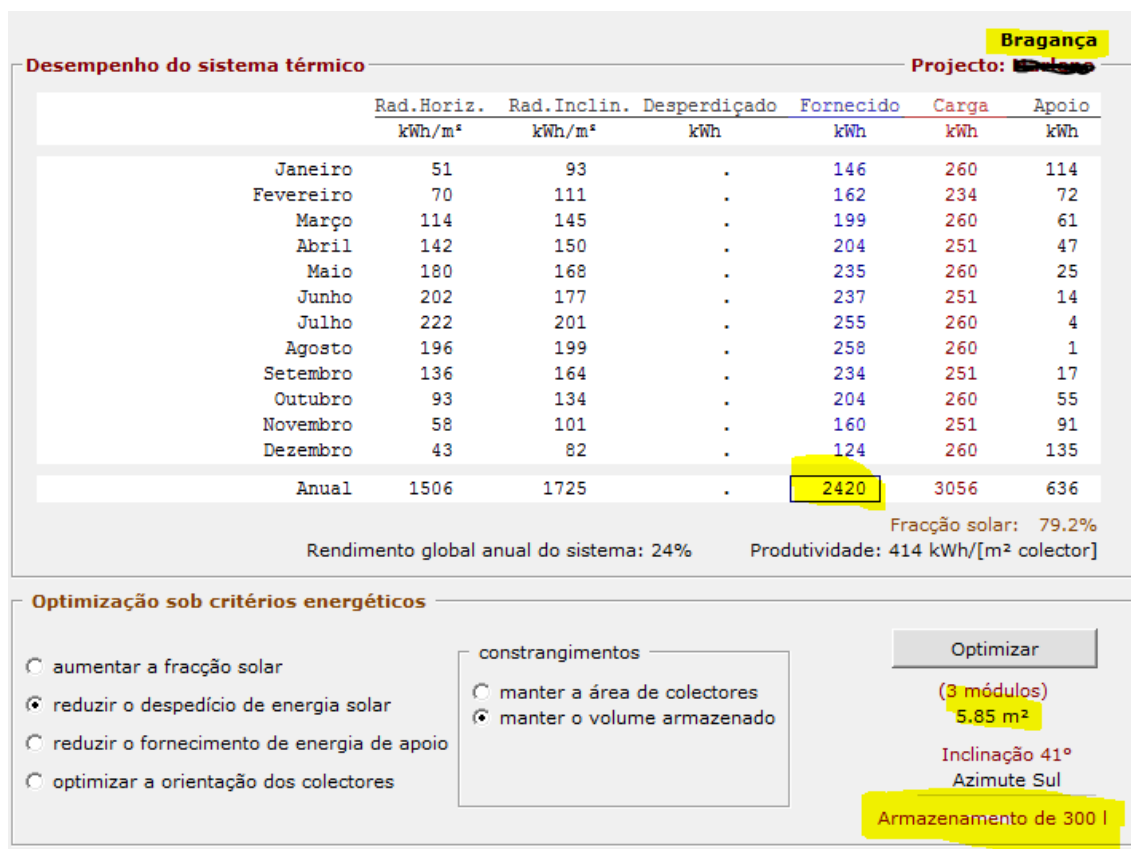 Bragança
Desempenho do sistema térmico Projecto:
Rad.Horiz. Rad.Inclin. Desperdiçado Fornecido Carga Apoio
kWh/m² kWh/m² kWh kWh kWh kWh
Janeiro 51 93 . 146 260 114
Fevereiro 70 111 . 162 234 72
Março 114 145 . 199 260 61
Abril 142 150 . 204 251 47
Maio 180 168 . 235 260 25
Junho 202 177 . 237 251 14
Julho 222 201 . 255 260 4
Agosto 196 199 . 258 260 1
Setembro 136 164 . 234 251 17
Outubro 93 134 . 204 260 55
Novembro 58 101 . 160 251 91
Dezembro 43 82 . 124 260 135
Anual 1506 1725 . 2420 3056 636
Fracção solar: 79.2%
Rendimento global anual do sistema: 24% Produtividade: 414 kWh/[m² colector]
Optimização sob critérios energéticos
aumentar a fracção solar
reduzir o despedício de energia solar
reduzir o fornecimento de energia de apoio
optimizar a orientação dos colectores
constrangimentos
manter a área de colectores
manter o volume armazenado
Optimizar
(3 módulos)
5.85 m²
Inclinação 41°
Azimute Sul
Armazenamento de 300 l